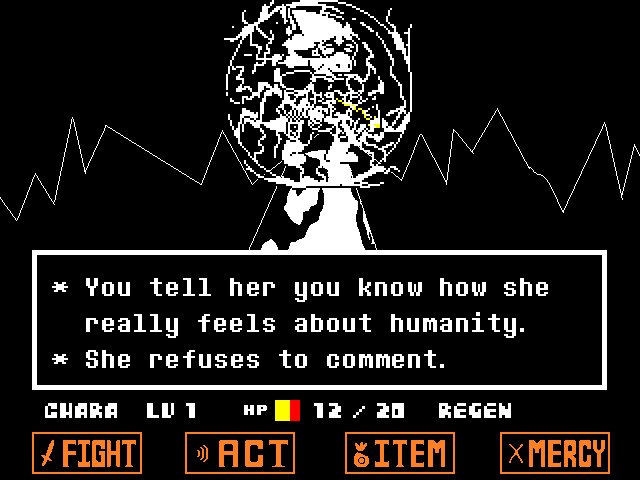 * You tell her you know how she
really feels about humanity.
* She refuses to comment.
CHARA LV 1 HP 12 / 20 REGEN
FIGHT ACT ITEM MERCY